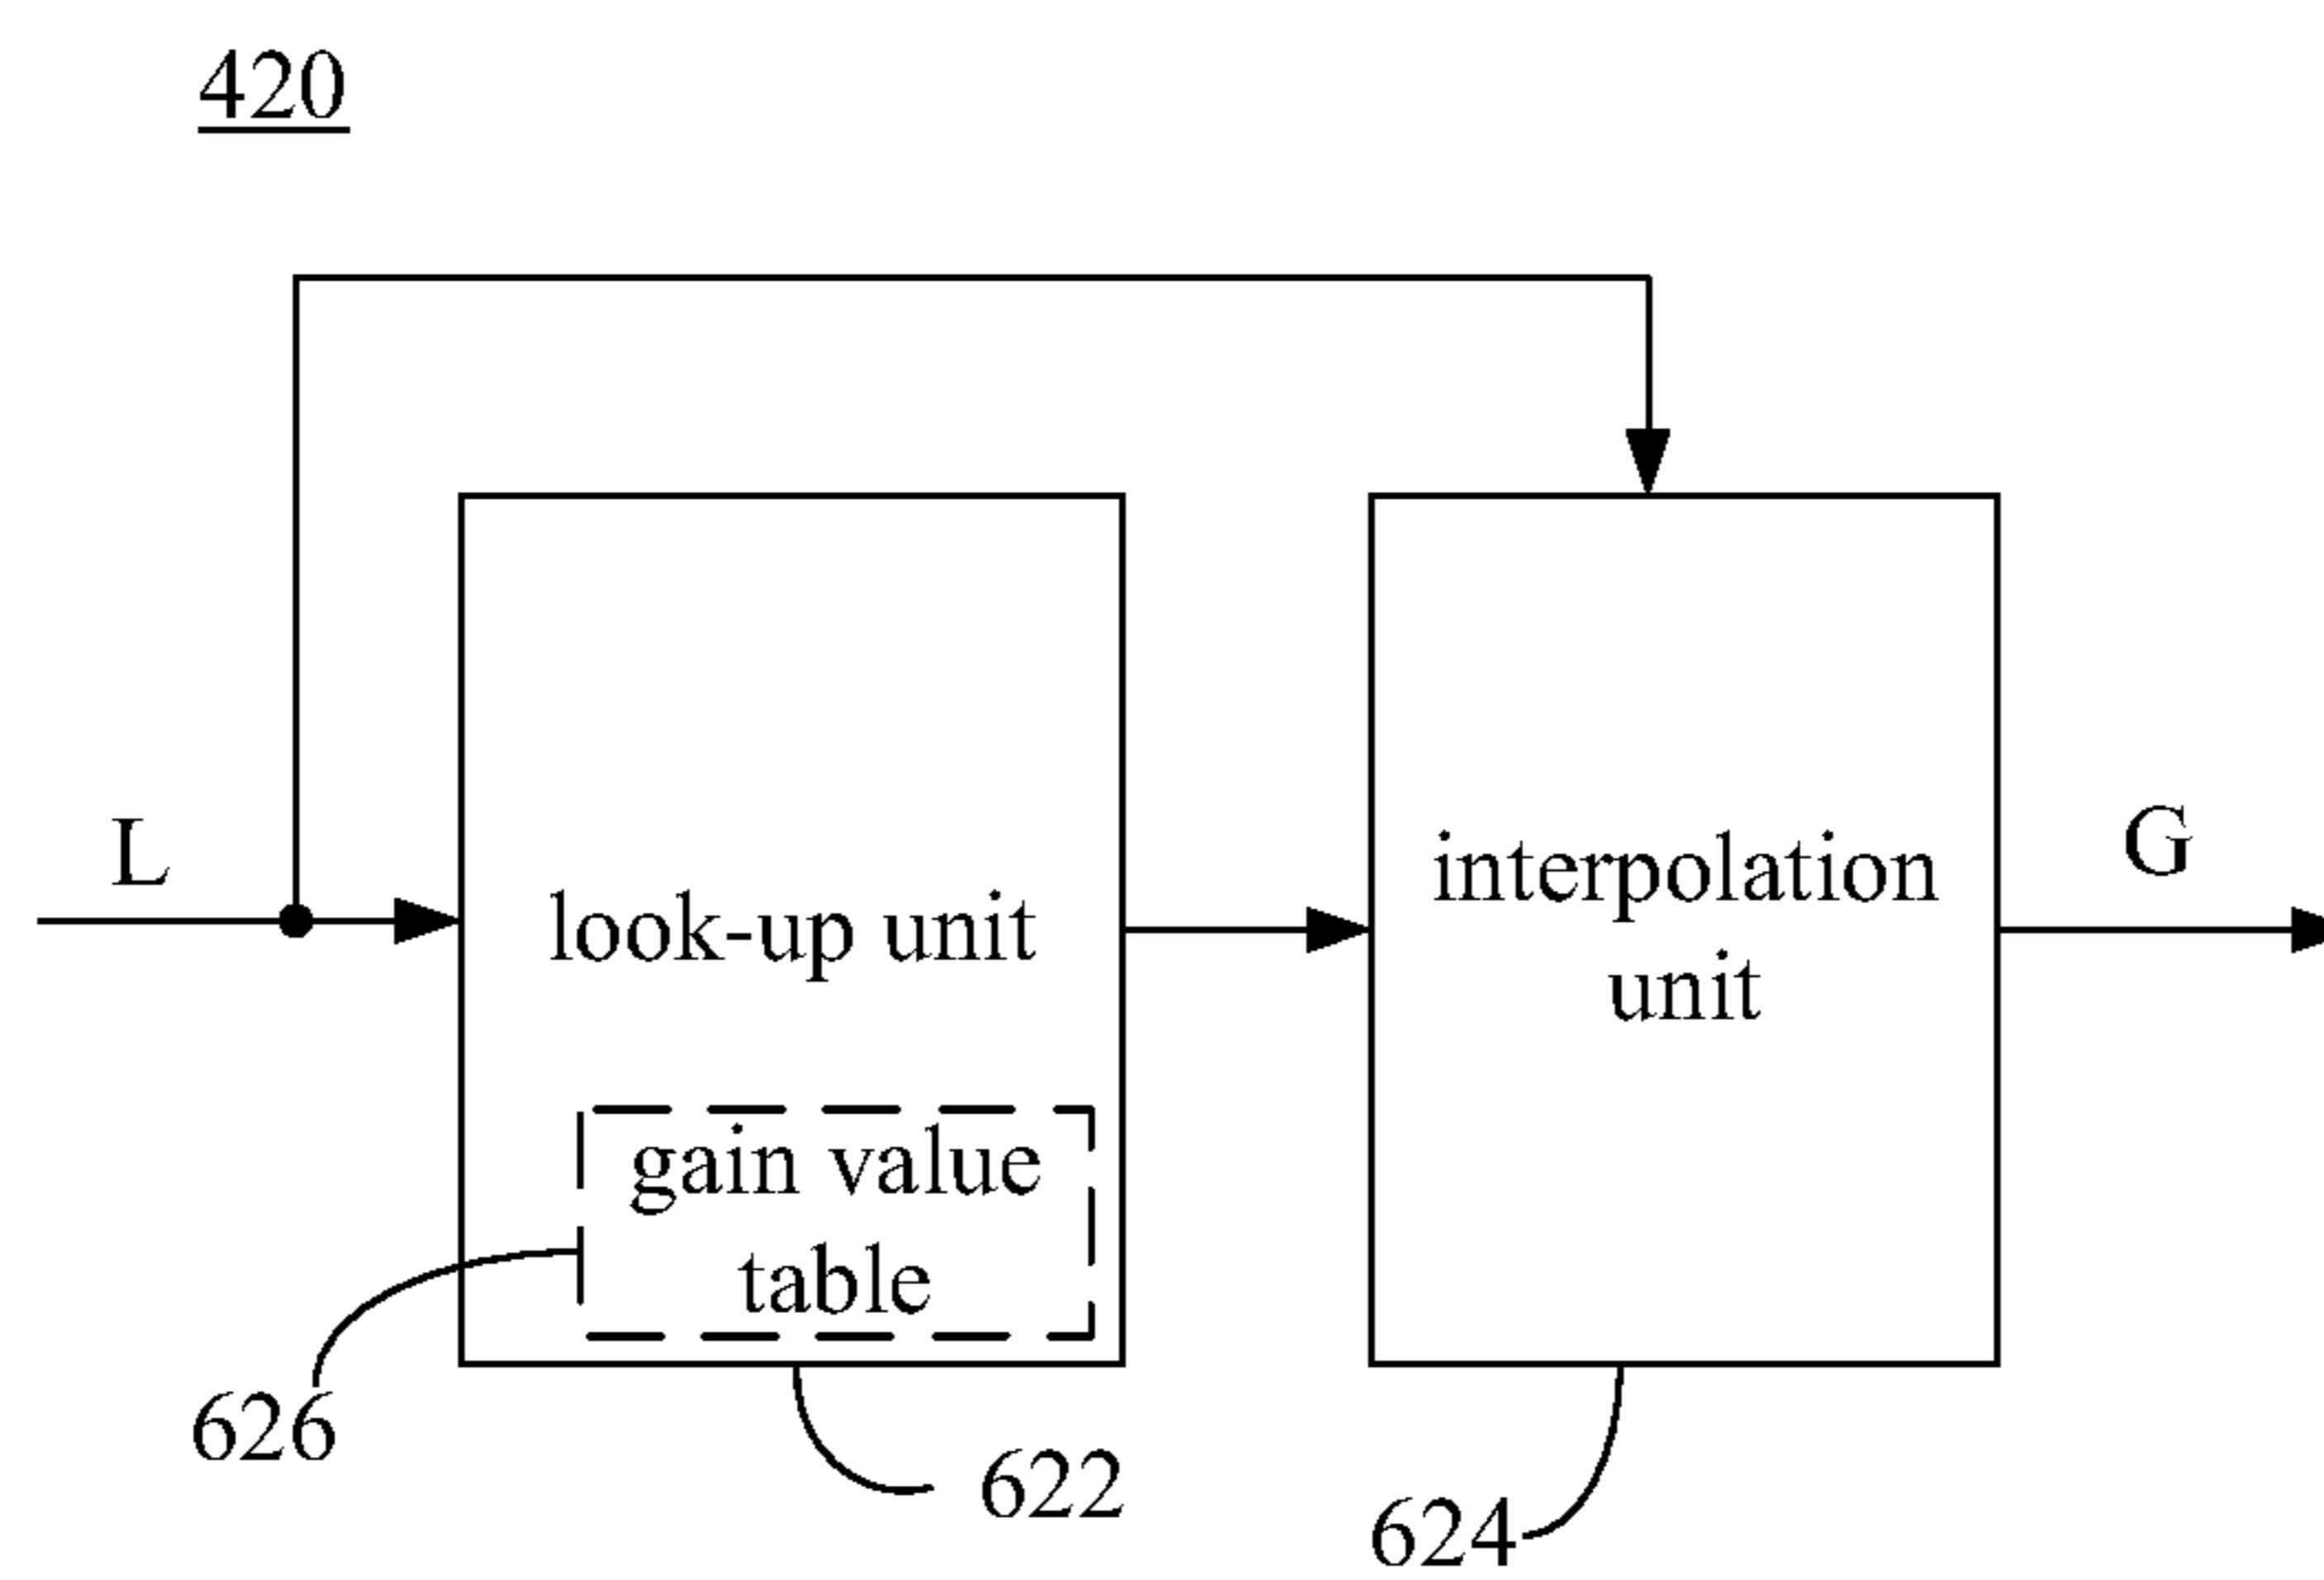 420
L
look-up unit
interpolation
unit
G
gain value
table
626
622
624